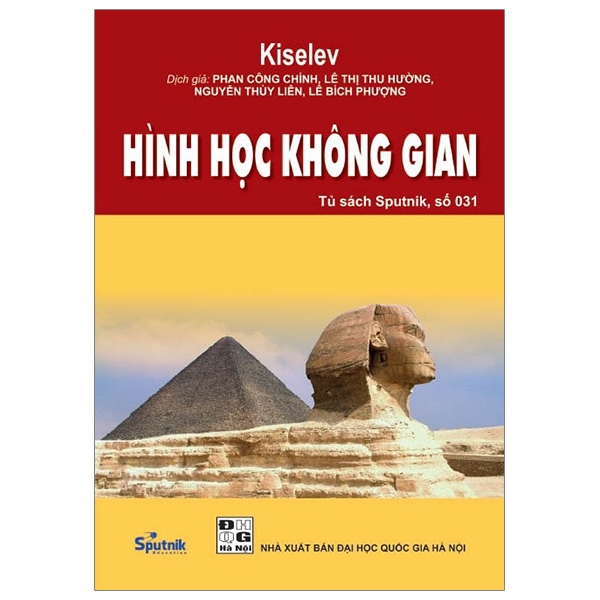 Kiselev
Dịch giả: PHAN CÔNG CHÍNH, LÊ THỊ THU HƯỜNG,
NGUYỄN THỦY LIÊN, LÊ BÍCH PHƯỢNG
HÌNH HỌC KHÔNG GIAN
Tủ sách Sputnik, số 031
Sputnik
Education
ĐH
QG
Hà Nội
NHÀ XUẤT BẢN ĐẠI HỌC QUỐC GIA HÀ NỘI